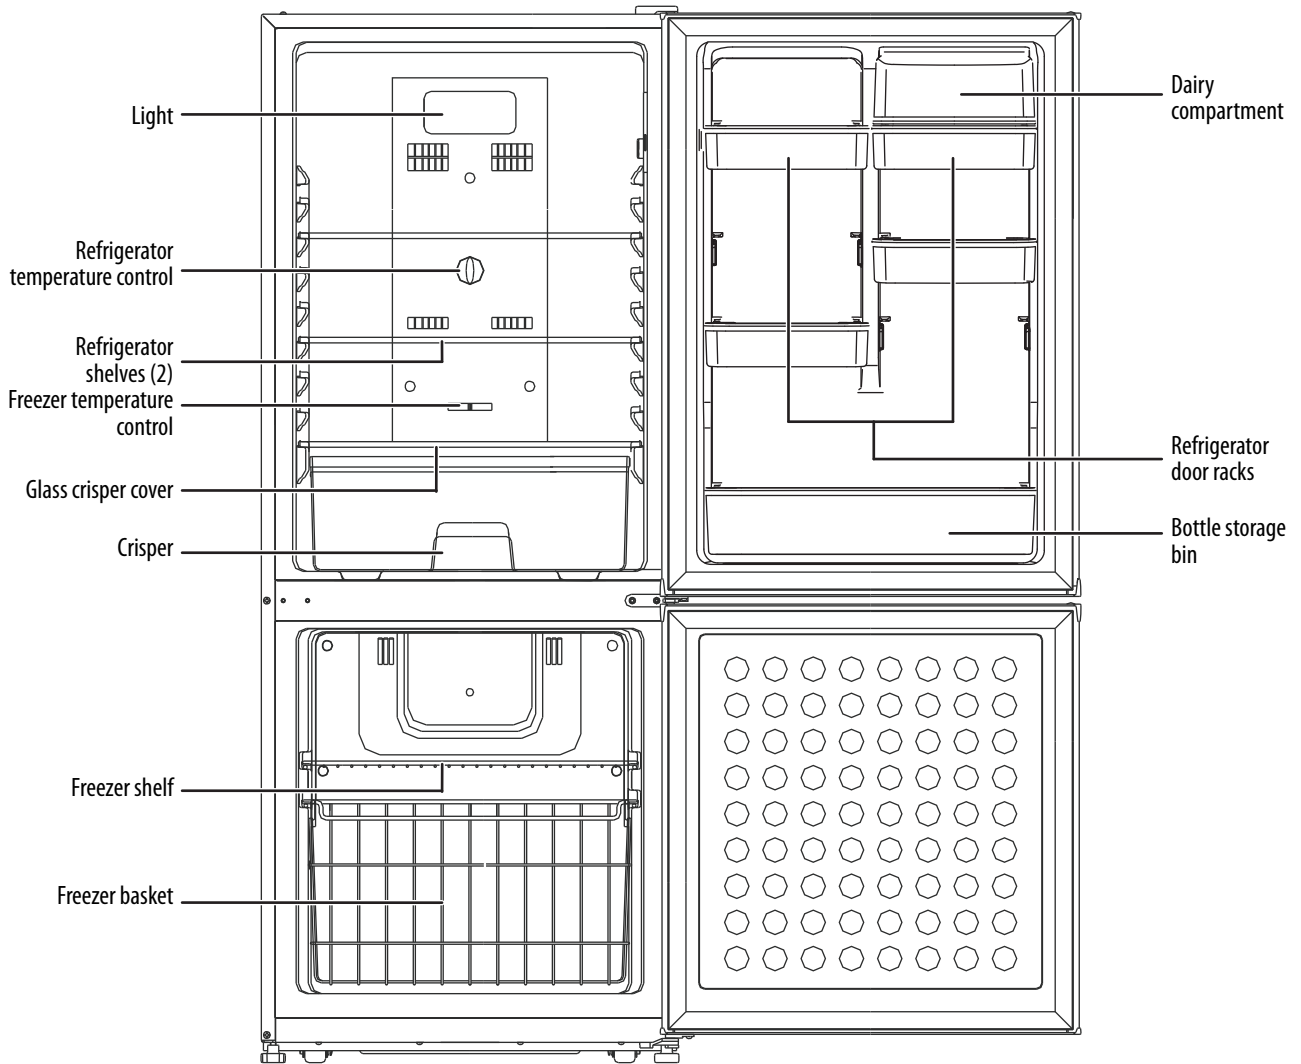 Light
Refrigerator
temperature control
Refrigerator
shelves (2)
Freezer temperature
control
Glass crisper cover
Crisper
Freezer shelf
Freezer basket
Dairy
compartment
Refrigerator
door racks
Bottle storage
bin